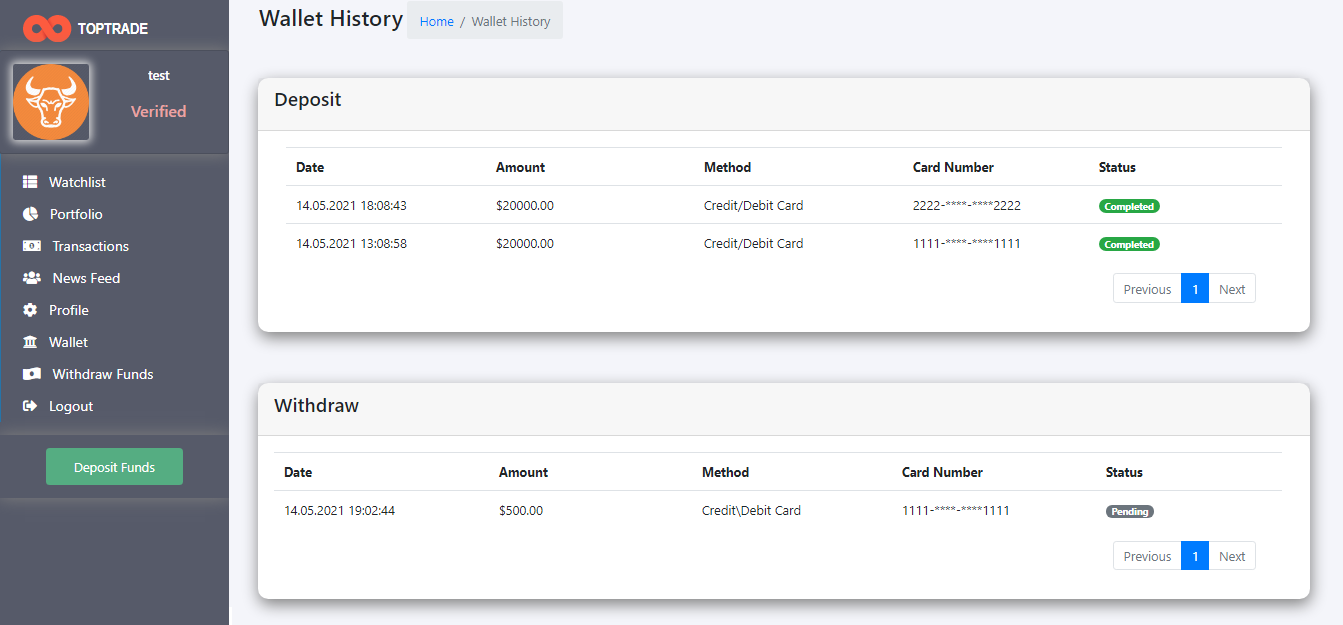 TOPTRADE
test
Verified
Watchlist
Portfolio
Transactions
News Feed
Profile
Wallet
Withdraw Funds
Logout
Deposit Funds
Wallet History Home / Wallet History
Deposit
Date Amount Method Card Number Status
14.05.2021 18:08:43 $20000.00 Credit/Debit Card 2222-****-****2222 Completed
14.05.2021 13:08:58 $20000.00 Credit/Debit Card 1111-****-****1111 Completed
Previous 1 Next
Withdraw
Date Amount Method Card Number Status
14.05.2021 19:02:44 $500.00 Credit\Debit Card 1111-****-****1111 Pending
Previous 1 Next